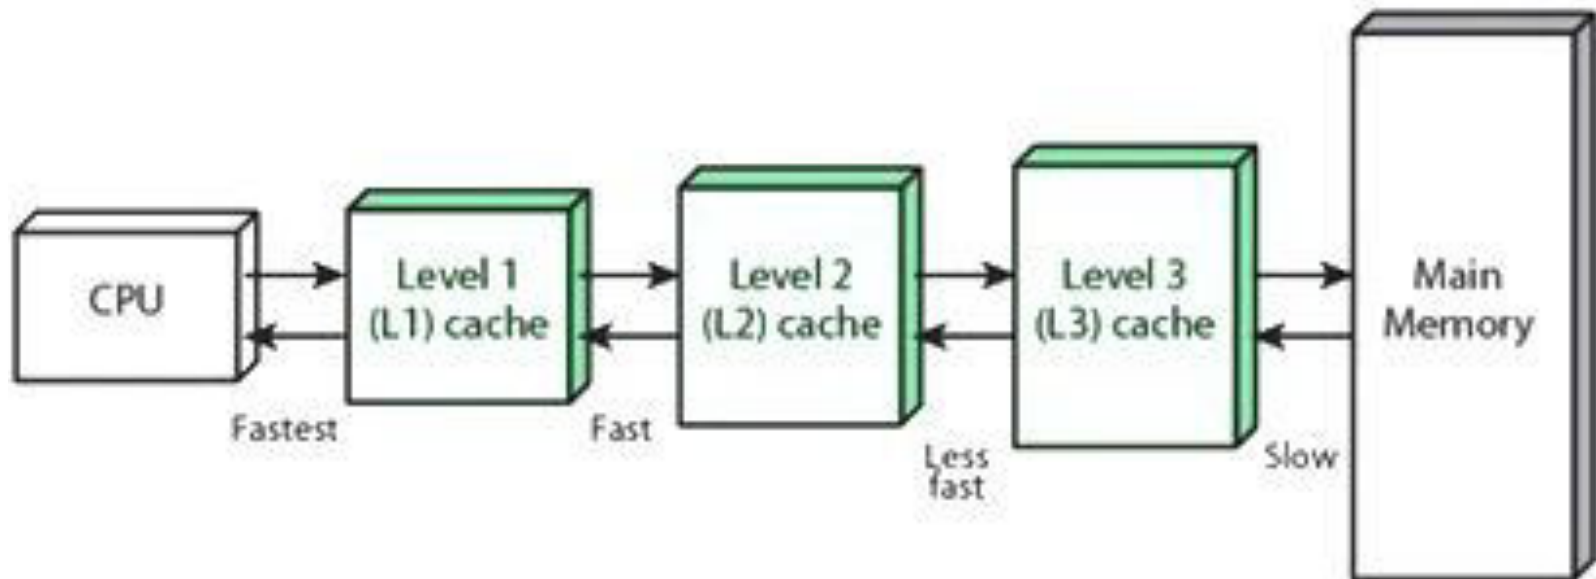 CPU
Level 1
(L1) cache
Level 2
(L2) cache
Level 3
(L3) cache
Main
Memory
Fastest
Fast
Less
fast
Slow